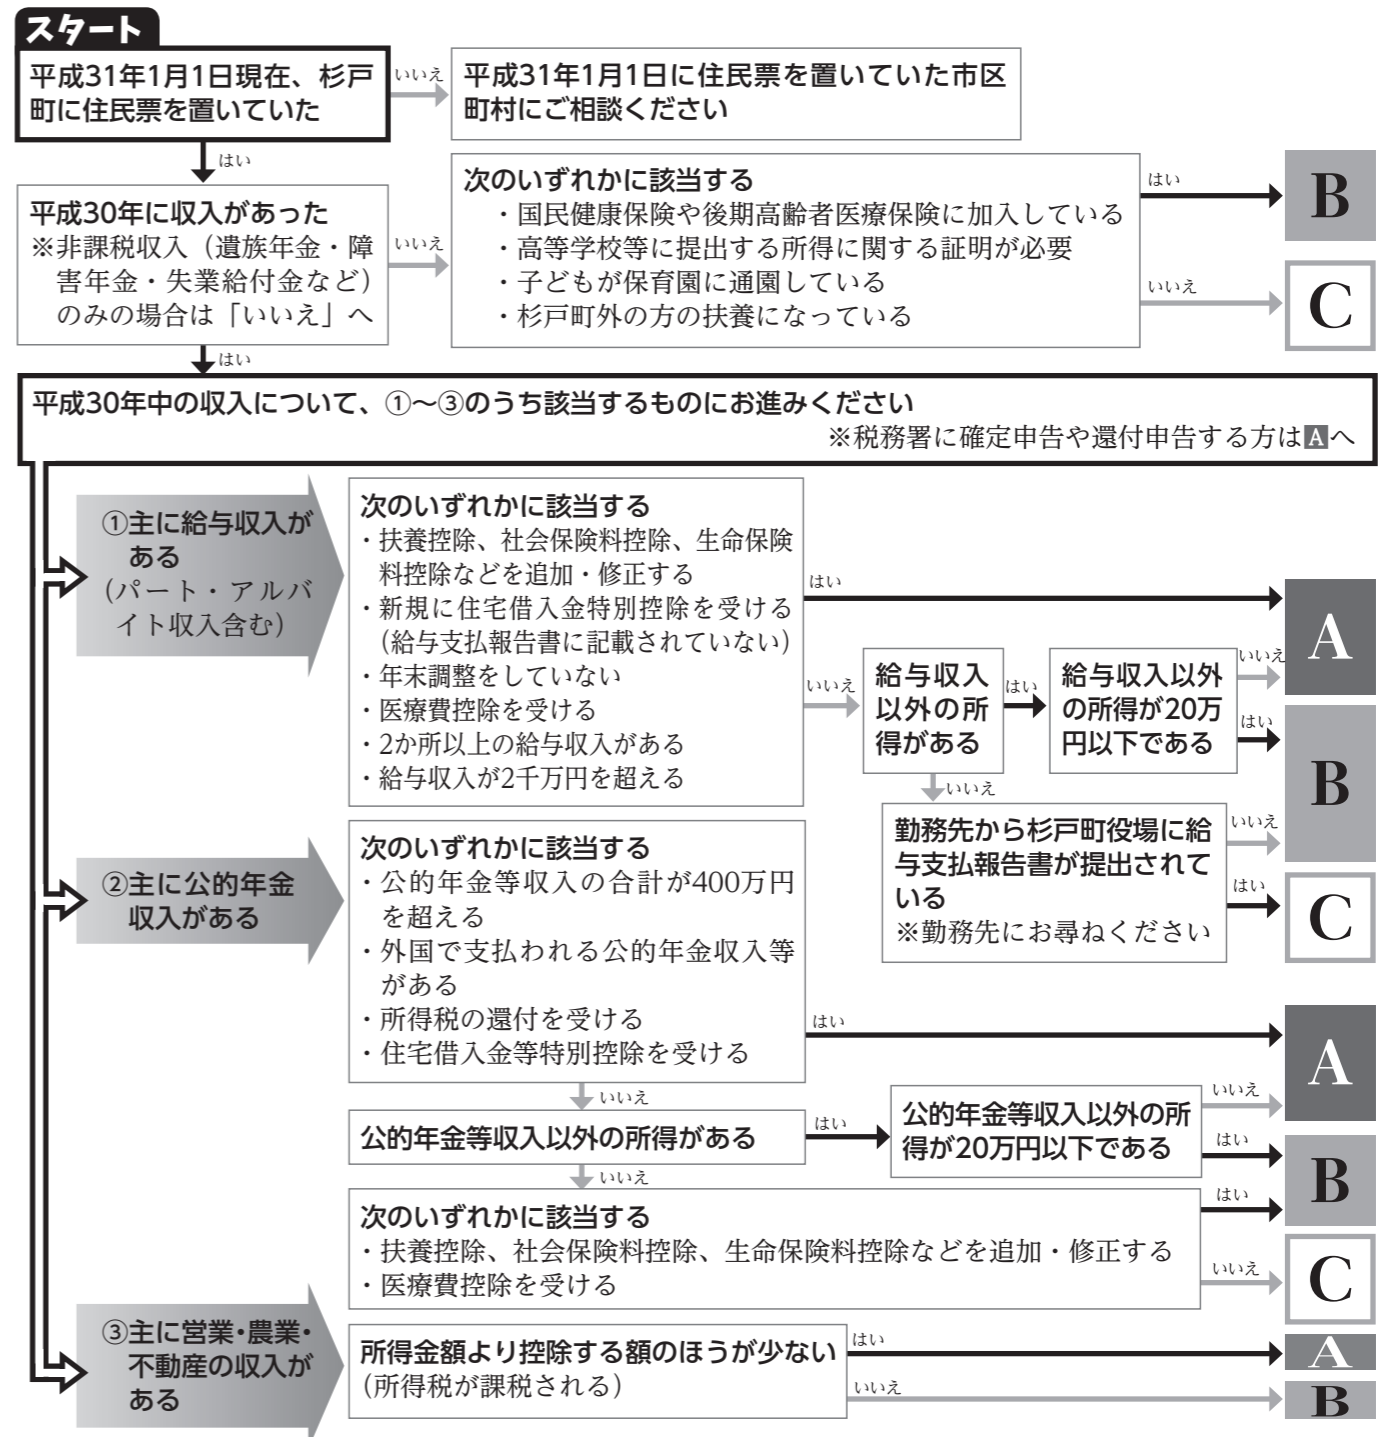 スタート
平成31年1月1日現在、杉戸
町に住民票を置いていた
いいえ
平成31年1月1日に住民票を置いていた市区
町村にご相談ください
はい
平成30年に収入があった
※非課税収入（遺族年金・障
害年金・失業給付金など）
のみの場合は「いいえ」へ
いいえ
次のいずれかに該当する
・国民健康保険や後期高齢者医療保険に加入している
・高等学校等に提出する所得に関する証明が必要
・子どもが保育園に通園している
・杉戸町外の方の扶養になっている
はい
B
いいえ
C
はい
平成30年中の収入について、①〜③のうち該当するものにお進みください
※税務署に確定申告や還付申告する方はAへ
①主に給与収入が
ある
（パート・アルバ
イト収入含む）
次のいずれかに該当する
・扶養控除、社会保険料控除、生命保険
料控除などを追加・修正する
・新規に住宅借入金特別控除を受ける
（給与支払報告書に記載されていない）
・年末調整をしていない
・医療費控除を受ける
・2か所以上の給与収入がある
・給与収入が2千万円を超える
はい
A
いいえ
給与収入
以外の所
得がある
はい
給与収入以外
の所得が20万
円以下である
いいえ
はい
B
いいえ
勤務先から杉戸町役場に給
与支払報告書が提出されて
いる
※勤務先にお尋ねください
いいえ
はい
C
②主に公的年金
収入がある
次のいずれかに該当する
・公的年金等収入の合計が400万円
を超える
・外国で支払われる公的年金収入等
がある
・所得税の還付を受ける
・住宅借入金等特別控除を受ける
はい
A
いいえ
公的年金等収入以外の所得がある
はい
公的年金等収入以外の所
得が20万円以下である
いいえ
はい
B
いいえ
次のいずれかに該当する
・扶養控除、社会保険料控除、生命保険料控除などを追加・修正する
・医療費控除を受ける
はい
いいえ
C
③主に営業・農業・
不動産の収入が
ある
所得金額より控除する額のほうが少ない
（所得税が課税される）
はい
A
いいえ
B